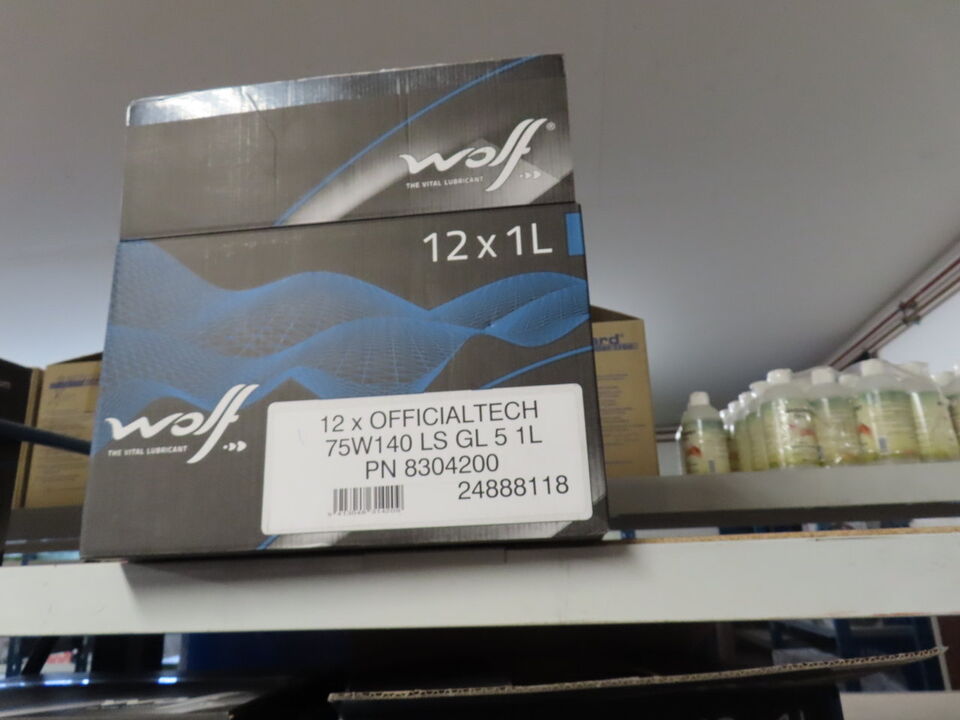 wolf®
THE VITAL LUBRICANT
12 x 1L
wolf
THE VITAL LUBRICANT
12 x OFFICIALTECH
75W140 LS GL 5 1L
PN 8304200
24888118